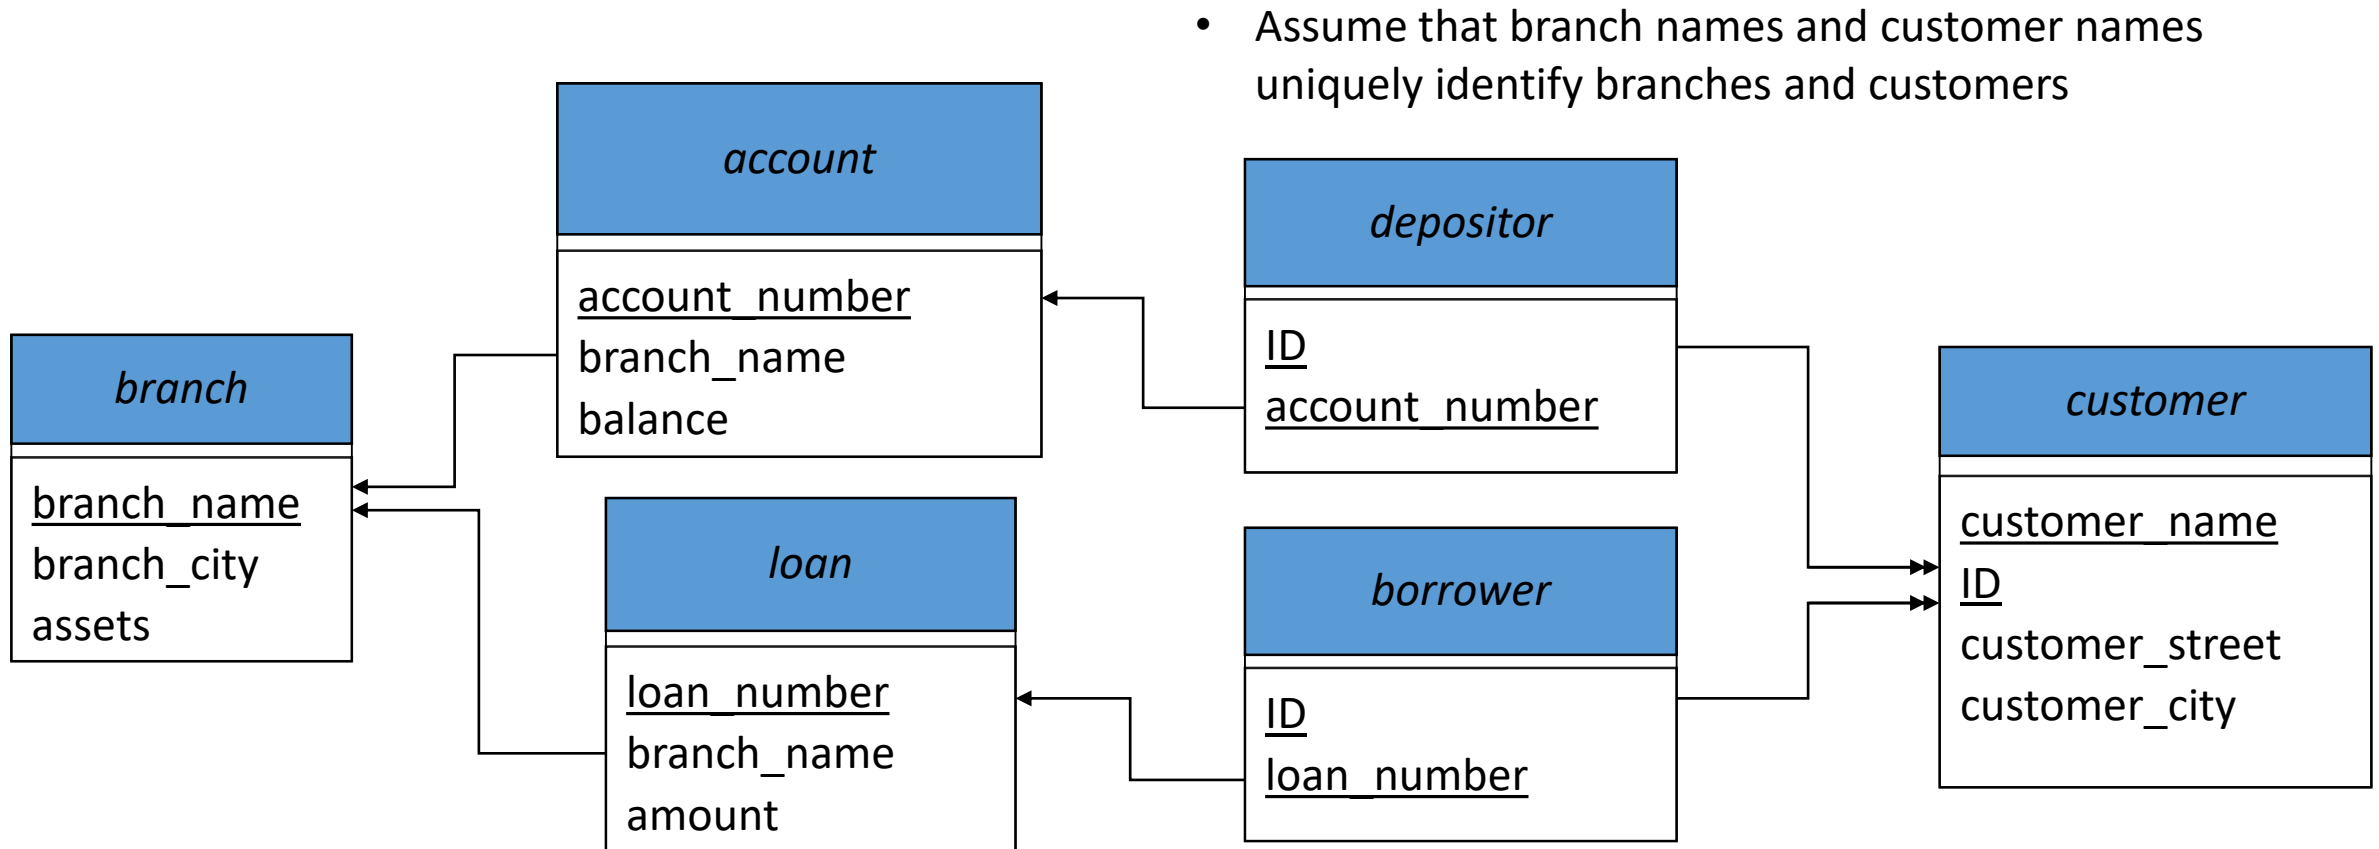 • Assume that branch names and customer names
uniquely identify branches and customers
account
account_number
branch_name
balance
depositor
ID
account_number
branch
branch_name
branch_city
assets
loan
loan_number
branch_name
amount
borrower
ID
loan_number
customer
customer_name
ID
customer_street
customer_city